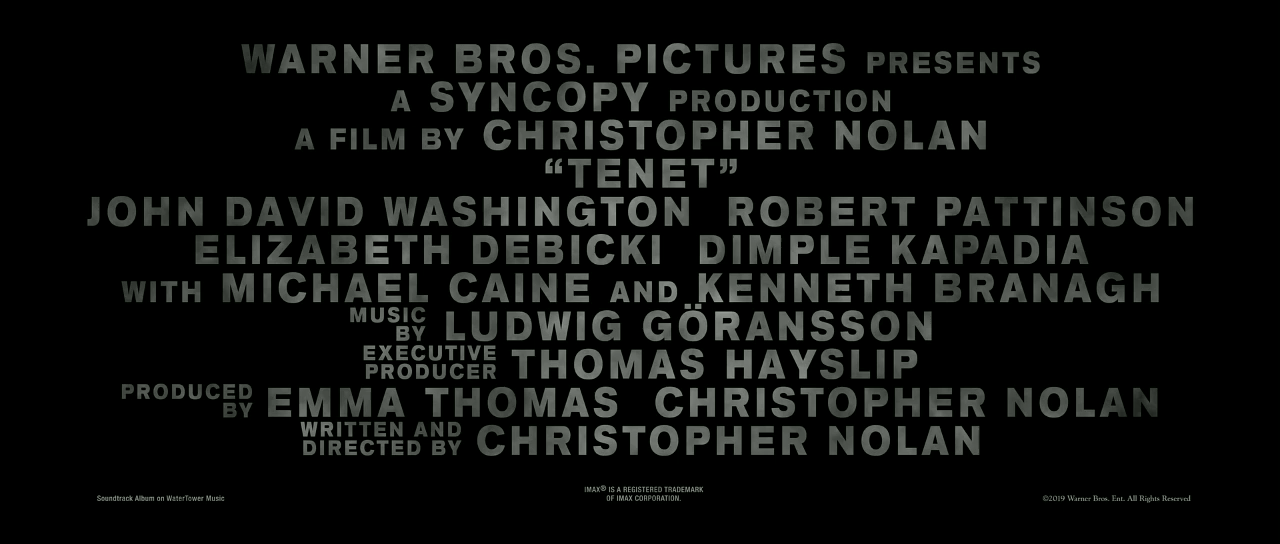 WARNER BROS. PICTURES PRESENTS
A SYNCOPY PRODUCTION
A FILM BY CHRISTOPHER NOLAN
“TENET”
JOHN DAVID WASHINGTON ROBERT PATTINSON
ELIZABETH DEBICKI DIMPLE KAPADIA
WITH MICHAEL CAINE AND KENNETH BRANAGH
MUSIC BY LUDWIG GÖRANSSON
EXECUTIVE PRODUCER THOMAS HAYSLIP
PRODUCED BY EMMA THOMAS CHRISTOPHER NOLAN
WRITTEN AND DIRECTED BY CHRISTOPHER NOLAN
Soundtrack Album on WaterTower Music
IMAX® IS A REGISTERED TRADEMARK
OF IMAX CORPORATION.
©2019 Warner Bros. Ent. All Rights Reserved